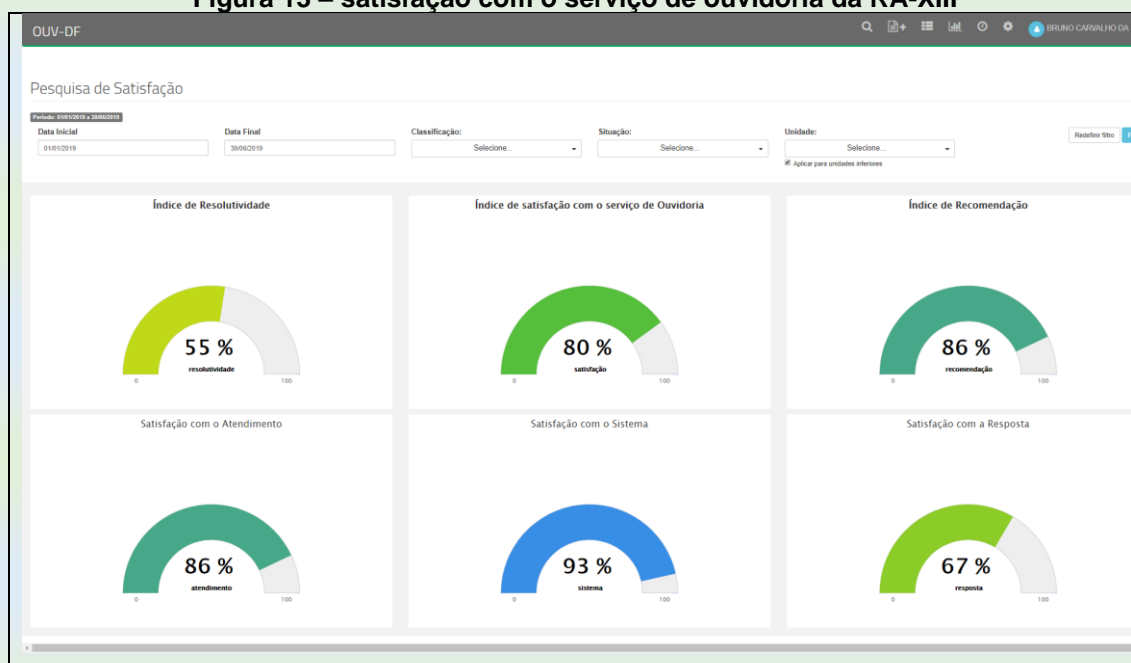 Figura 15 – satisfação com o serviço de ouvidoria da RA-XIII
OUV-DF
BRUNO CARVALHO DA
Pesquisa de Satisfação
Período: 01/01/2019 a 30/06/2019
Data Inicial
Data Final
Classificação:
Situação:
Unidade:
01/01/2019
30/06/2019
Selecione...
Selecione...
Selecione...
Redefinir filtro
Aplicar para unidades inferiores
Índice de Resolutividade
55 %
resolutividade
0
100
Índice de satisfação com o serviço de Ouvidoria
80 %
satisfação
0
100
Índice de Recomendação
86 %
recomendação
0
100
Satisfação com o Atendimento
86 %
atendimento
0
100
Satisfação com o Sistema
93 %
sistema
0
100
Satisfação com a Resposta
67 %
resposta
0
100